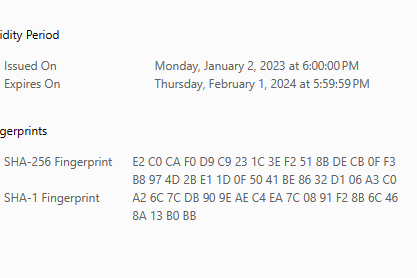 idity Period
Issued On Monday, January 2, 2023 at 6:00:00 PM
Expires On Thursday, February 1, 2024 at 5:59:59 PM
gerprints
SHA-256 Fingerprint E2 C0 CA F0 D9 C9 23 1C 3E F2 51 8B DE CB 0F F3
B8 97 4D 2B E1 1D 0F 50 41 BE 86 32 D1 06 A3 C0
SHA-1 Fingerprint A2 6C 7C DB 90 9E AE C4 EA 7C 08 91 F2 8B 6C 46
8A 13 B0 BB